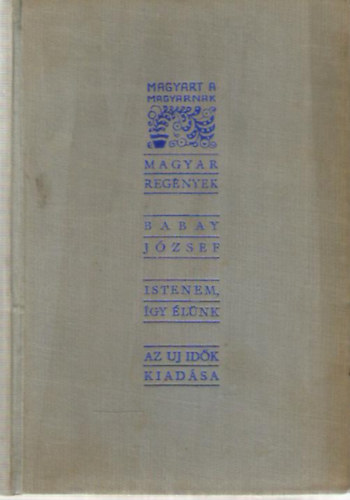 MAGYART A
MAGYARNAK
MAGYAR
REGÉNYEK
BABAY
JÓZSEF
ISTENEM,
ÍGY ÉLÜNK
AZ UJ IDŐK
KIADÁSA